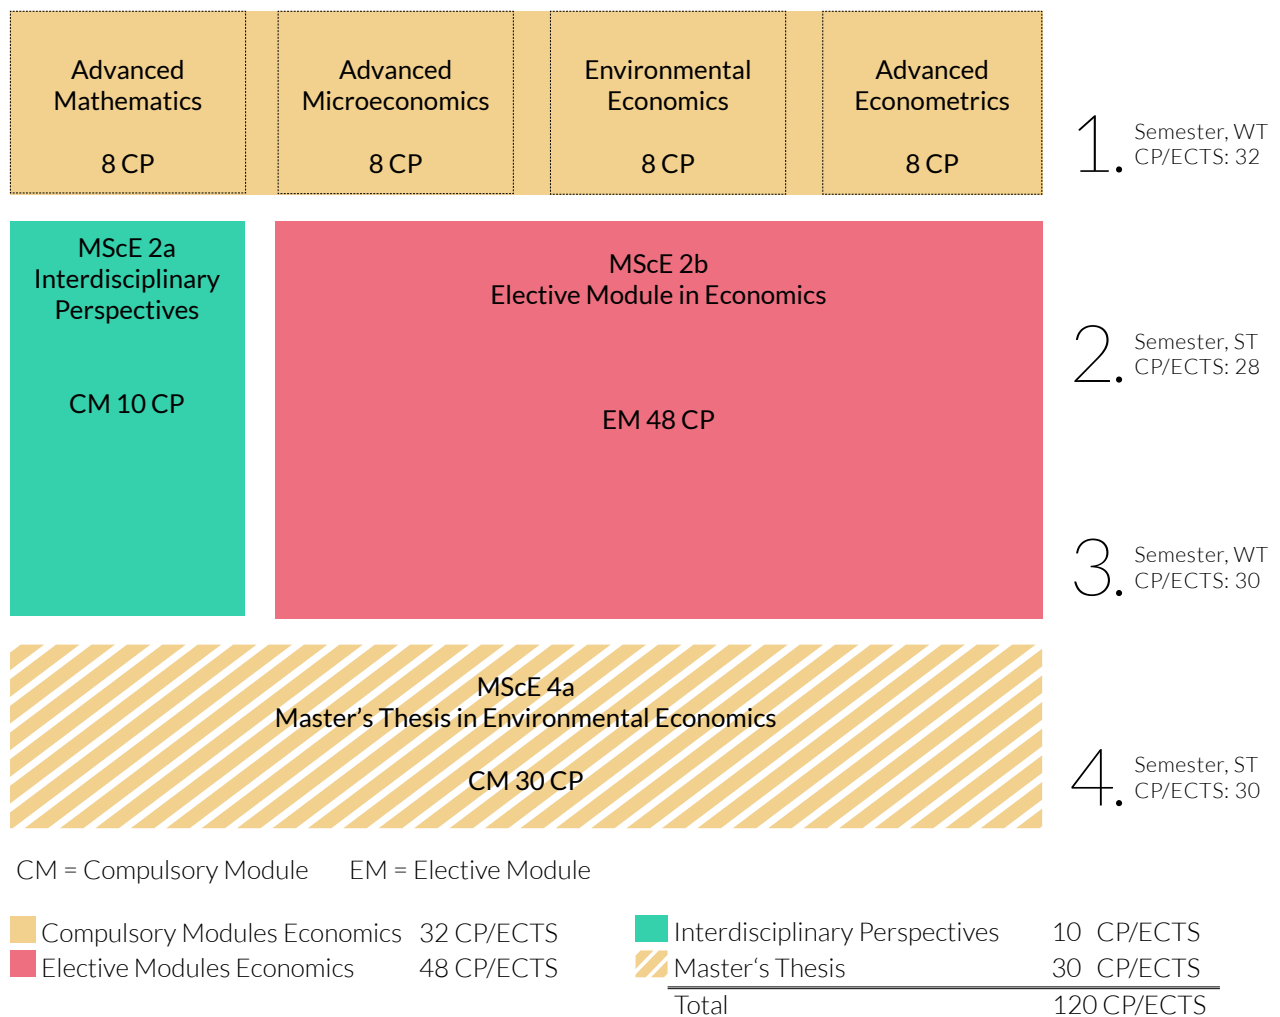 Advanced
Mathematics
8 CP
Advanced
Microeconomics
8 CP
Environmental
Economics
8 CP
Advanced
Econometrics
8 CP
1.
Semester, WT
CP/ECTS: 32
MScE 2a
Interdisciplinary
Perspectives
CM 10 CP
MScE 2b
Elective Module in Economics
EM 48 CP
2.
Semester, ST
CP/ECTS: 28
3.
Semester, WT
CP/ECTS: 30
MScE 4a
Master’s Thesis in Environmental Economics
CM 30 CP
4.
Semester, ST
CP/ECTS: 30
CM = Compulsory Module EM = Elective Module
Compulsory Modules Economics 32 CP/ECTS
Elective Modules Economics 48 CP/ECTS
Interdisciplinary Perspectives 10 CP/ECTS
Master‘s Thesis 30 CP/ECTS
Total 120 CP/ECTS